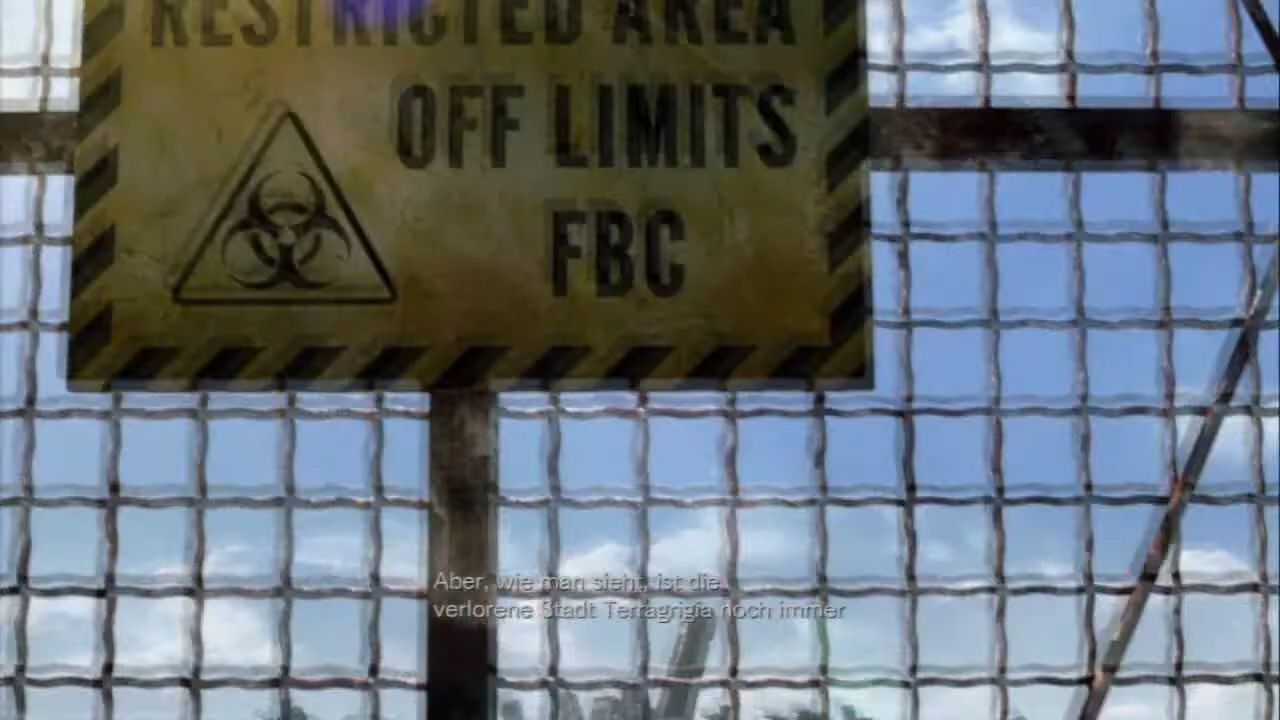 RESTRICTED AREA
OFF LIMITS
FBC
Aber, wie man sieht, ist die
verlorene Stadt Terragrigia noch immer